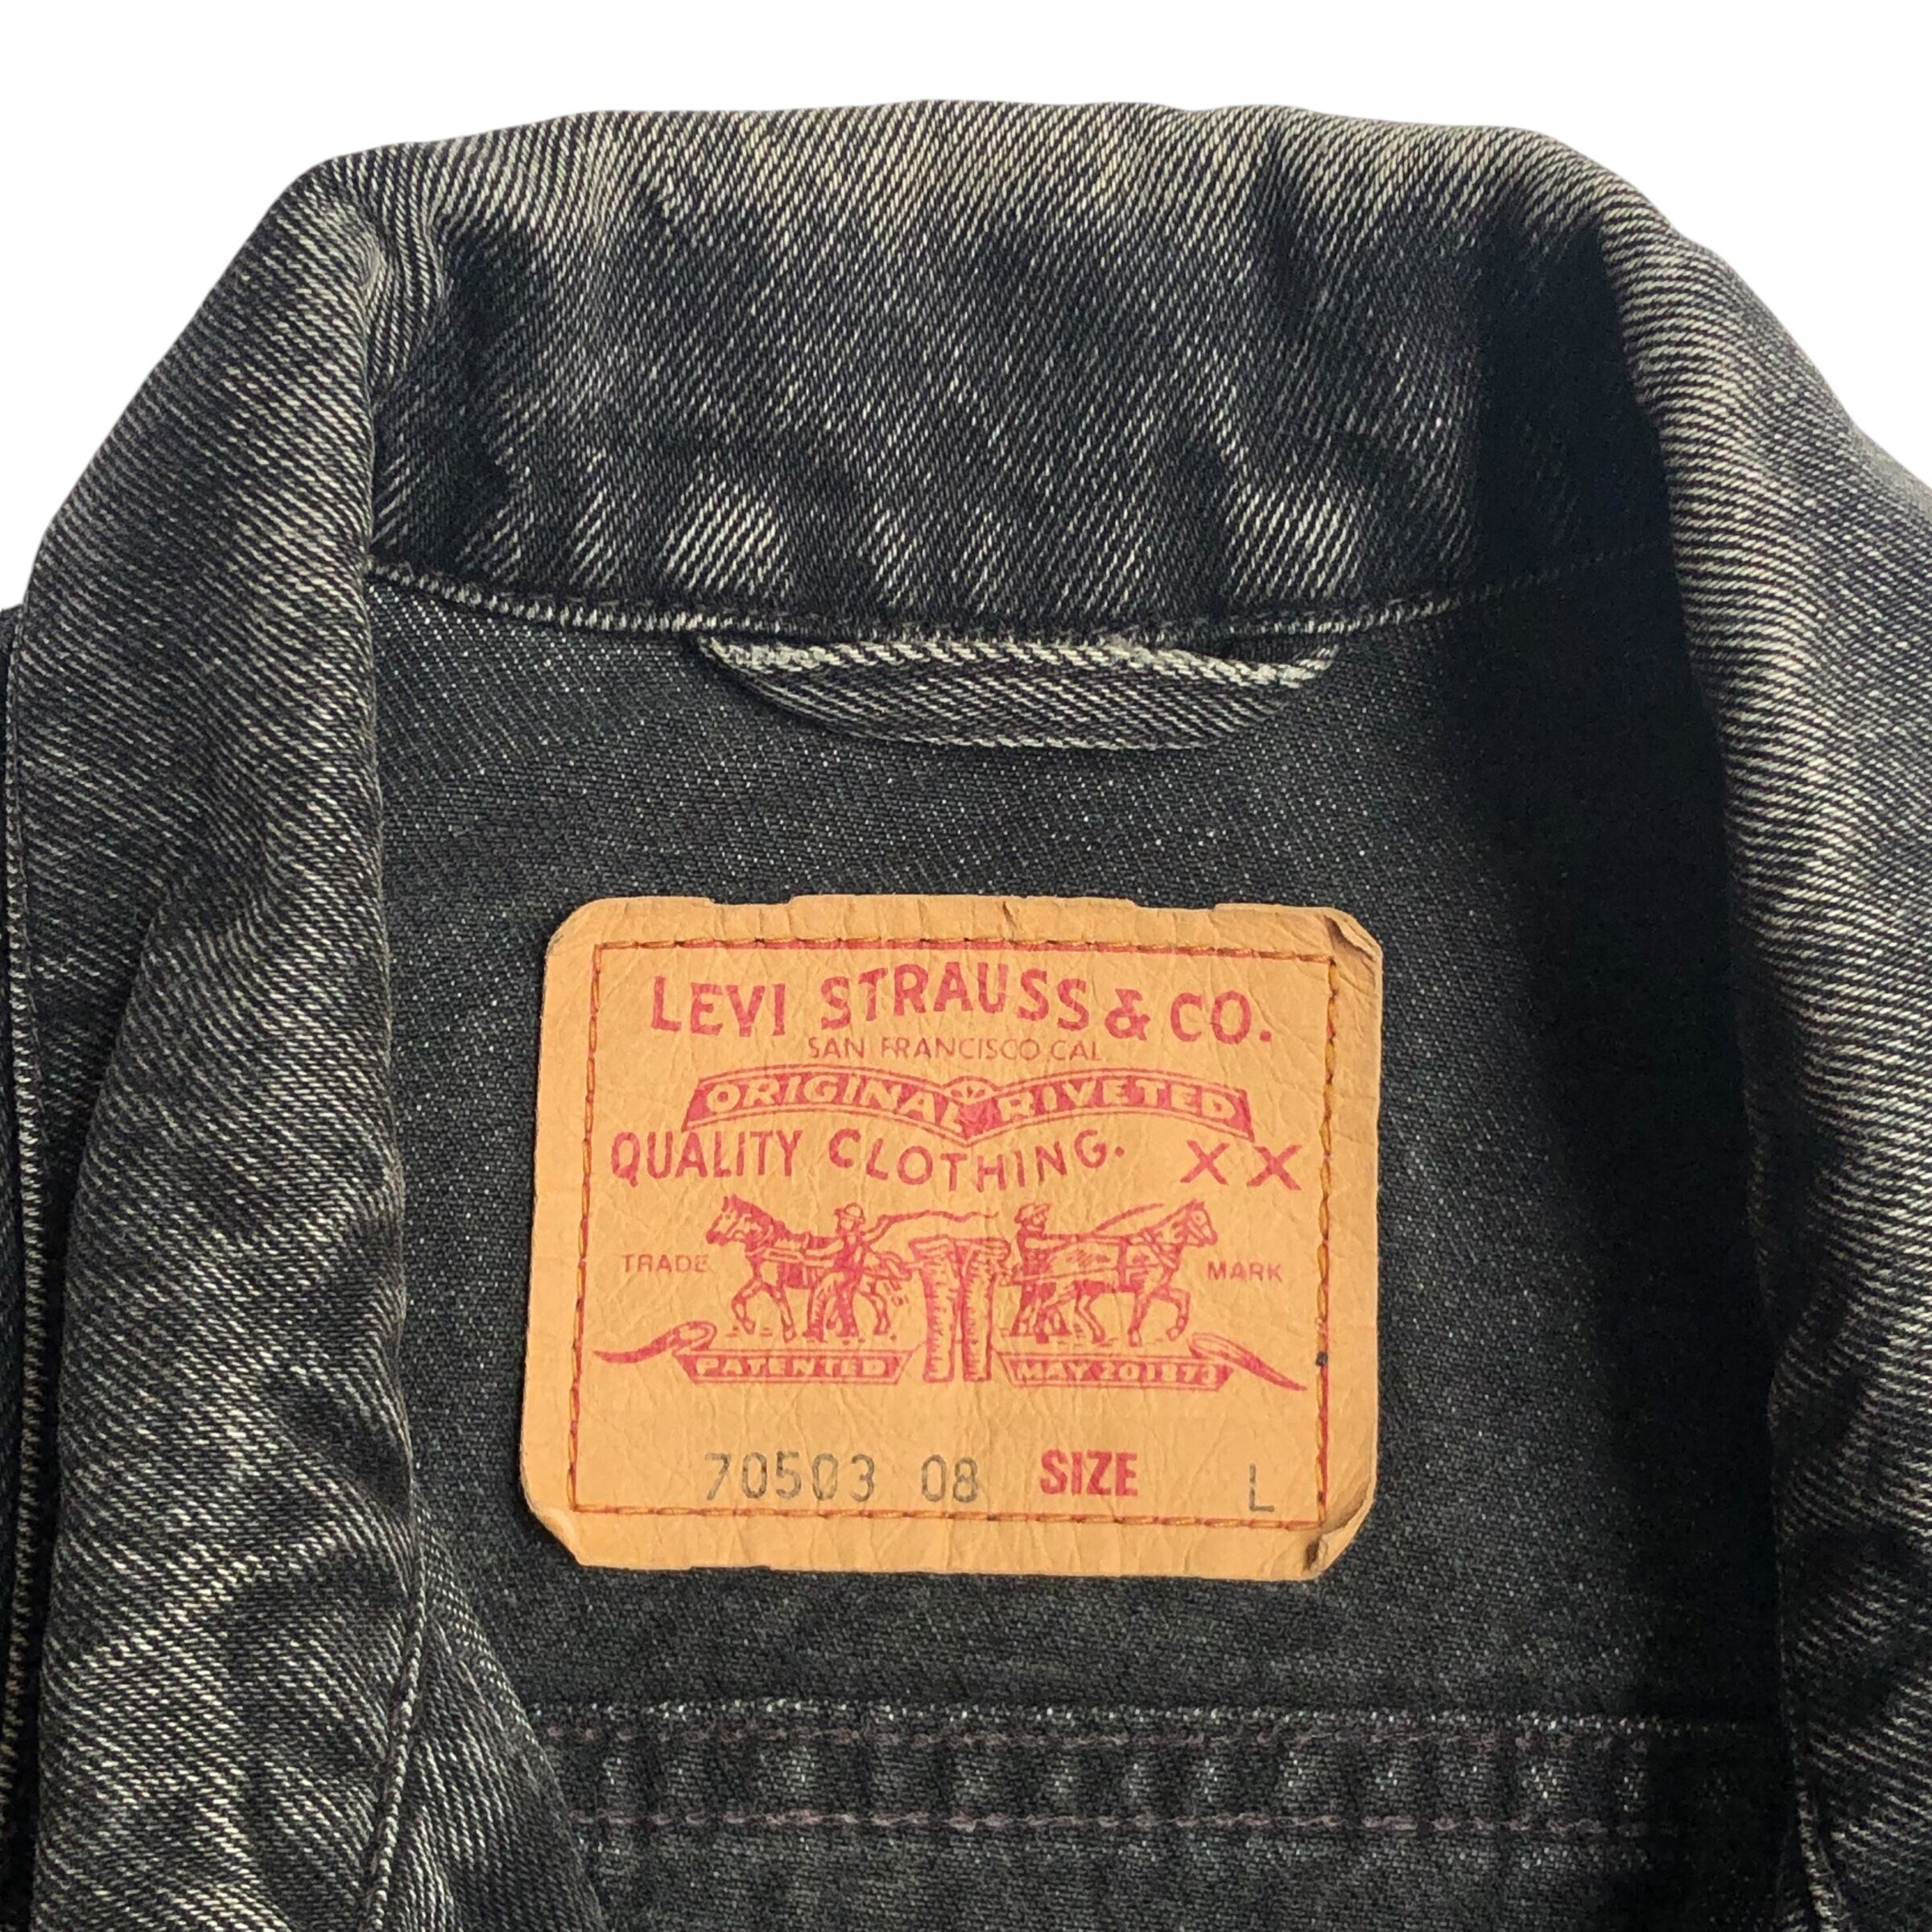 LEVI STRAUSS & CO.
SAN FRANCISCO, CAL
ORIGINAL RIVETED
QUALITY CLOTHING. XX
TRADE MARK
PATENTED MAY 20 1873
70503 08 SIZE L